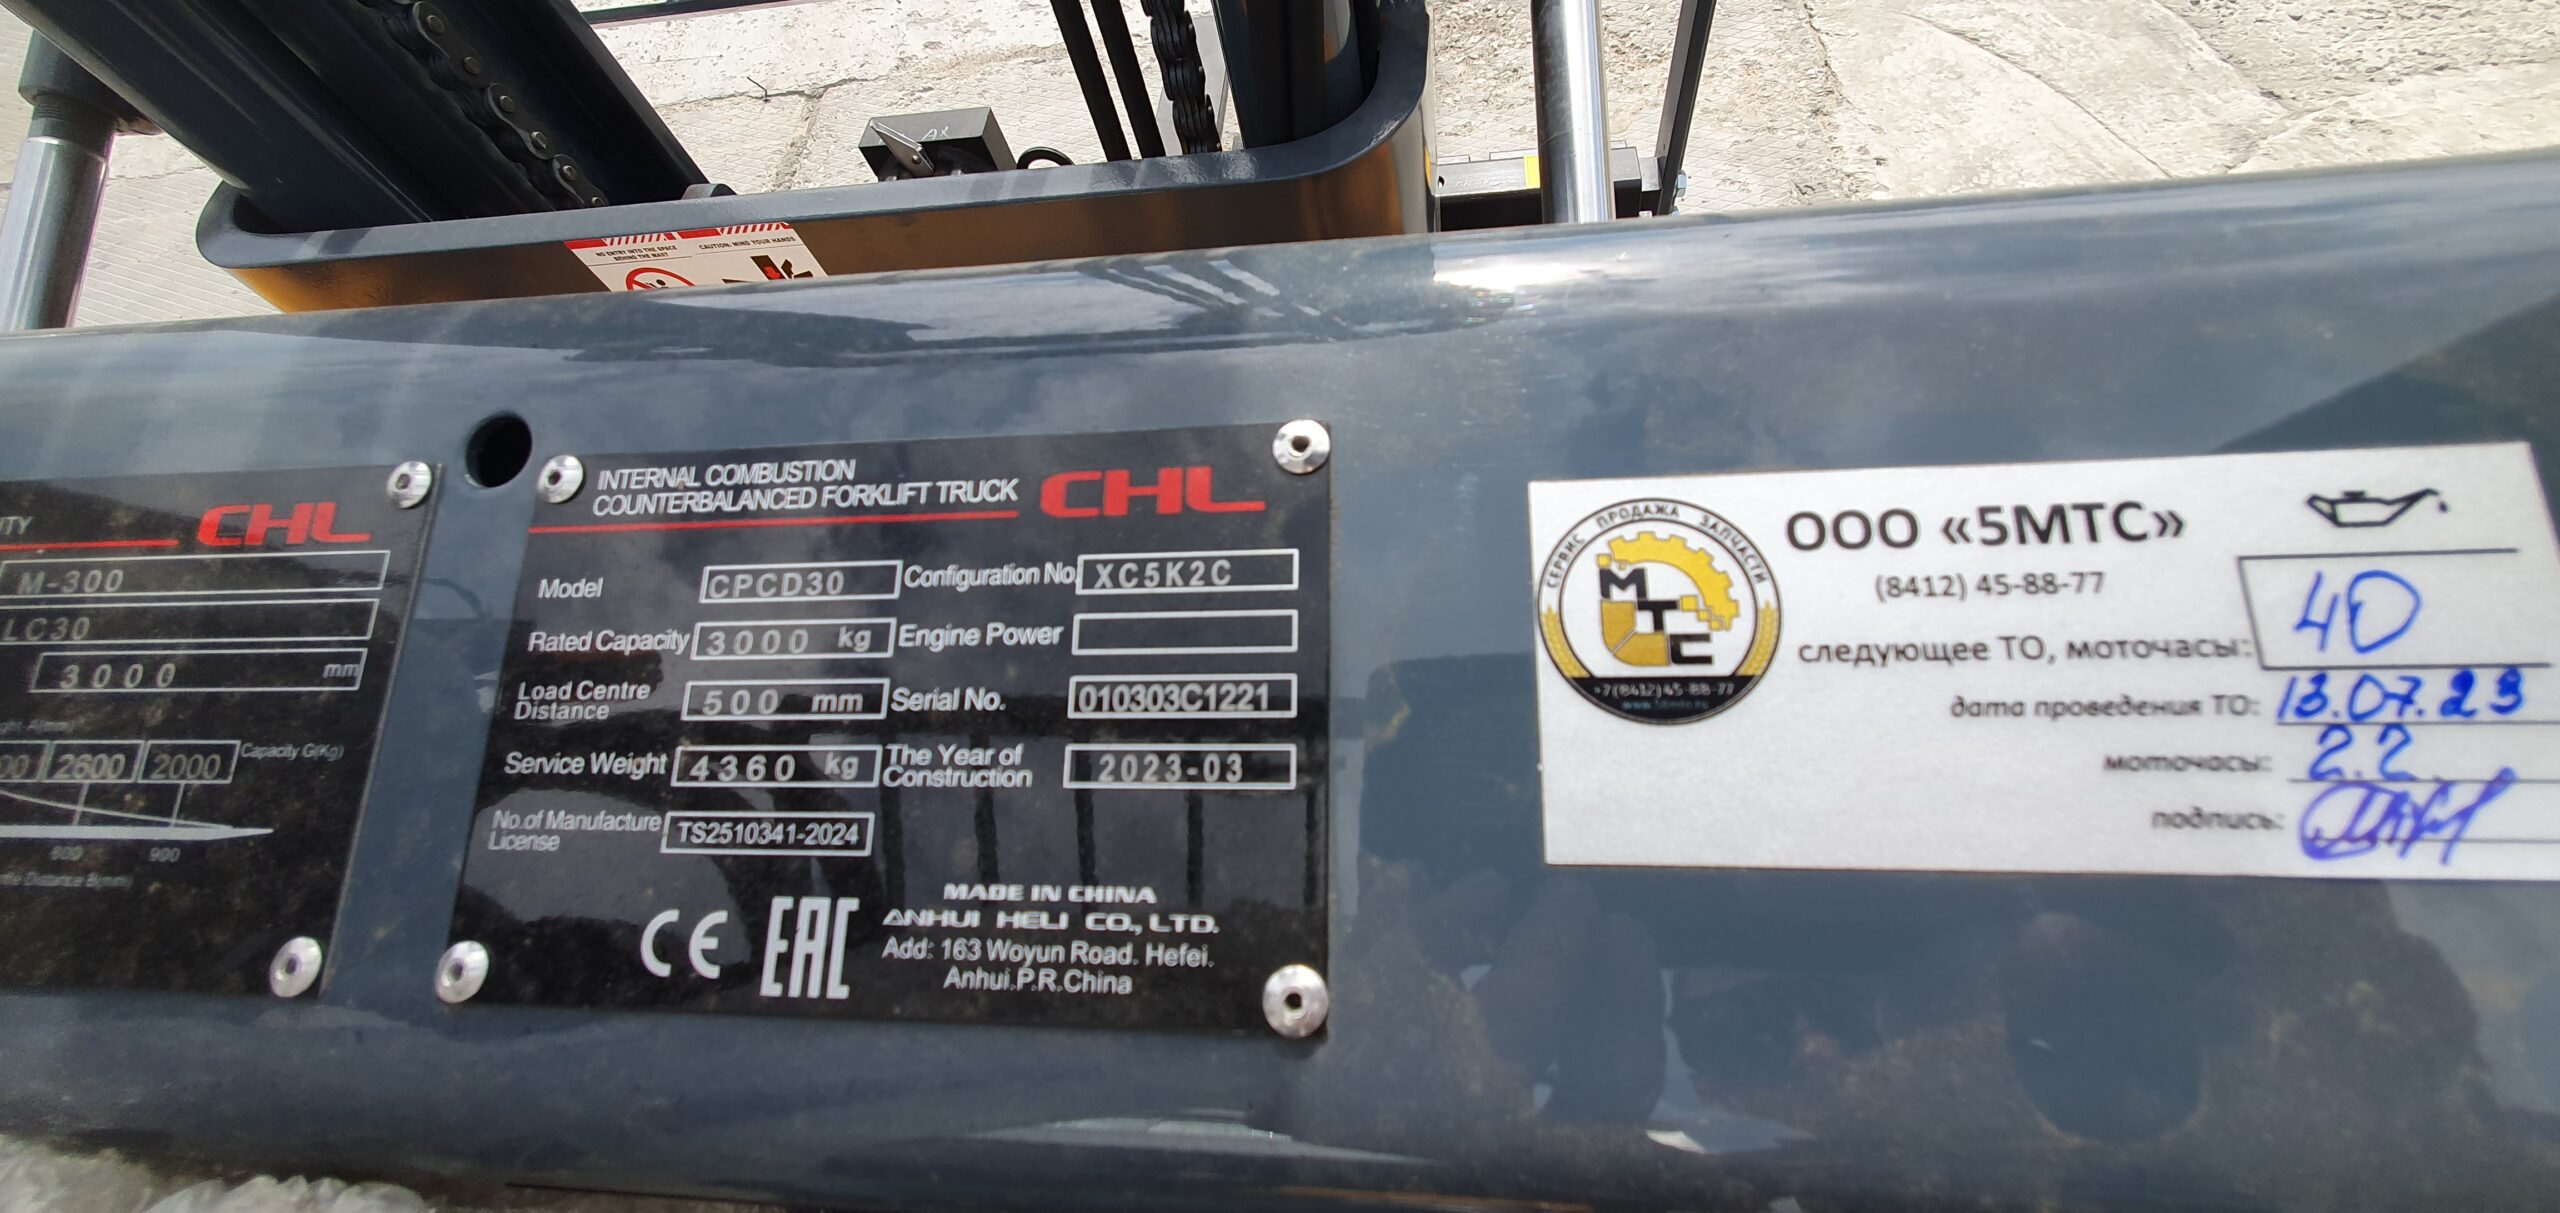 NO ENTRY INTO THE SPACE
BEHIND THE MAST
CAUTION: MIND YOUR HANDS
AX
ITY
CHL
M-300
LC30
3000 mm
00 2600 2000 Capacity G(Kg)
600 900
Distance B(mm)
INTERNAL COMBUSTION
COUNTERBALANCED FORKLIFT TRUCK
CHL
Model CPCD30 Configuration No. XC5K2C
Rated Capacity 3000 kg Engine Power
Load Centre
Distance 500 mm Serial No. 010303C1221
Service Weight 4360 kg The Year of
Construction 2023-03
No.of Manufacture
License TS2510341-2024
CE EAC
MADE IN CHINA
ANHUI HELI CO., LTD.
Add: 163 Woyun Road. Hefei.
Anhui.P.R.China
СЕРВИС ПРОДАЖА ЗАПЧАСТИ
МТС
+7(8412)45-88-77
ООО «5МТС»
(8412) 45-88-77
следующее ТО, моточасы: 40
дата проведения ТО: 13.07.23
моточасы: 2.2
подпись: